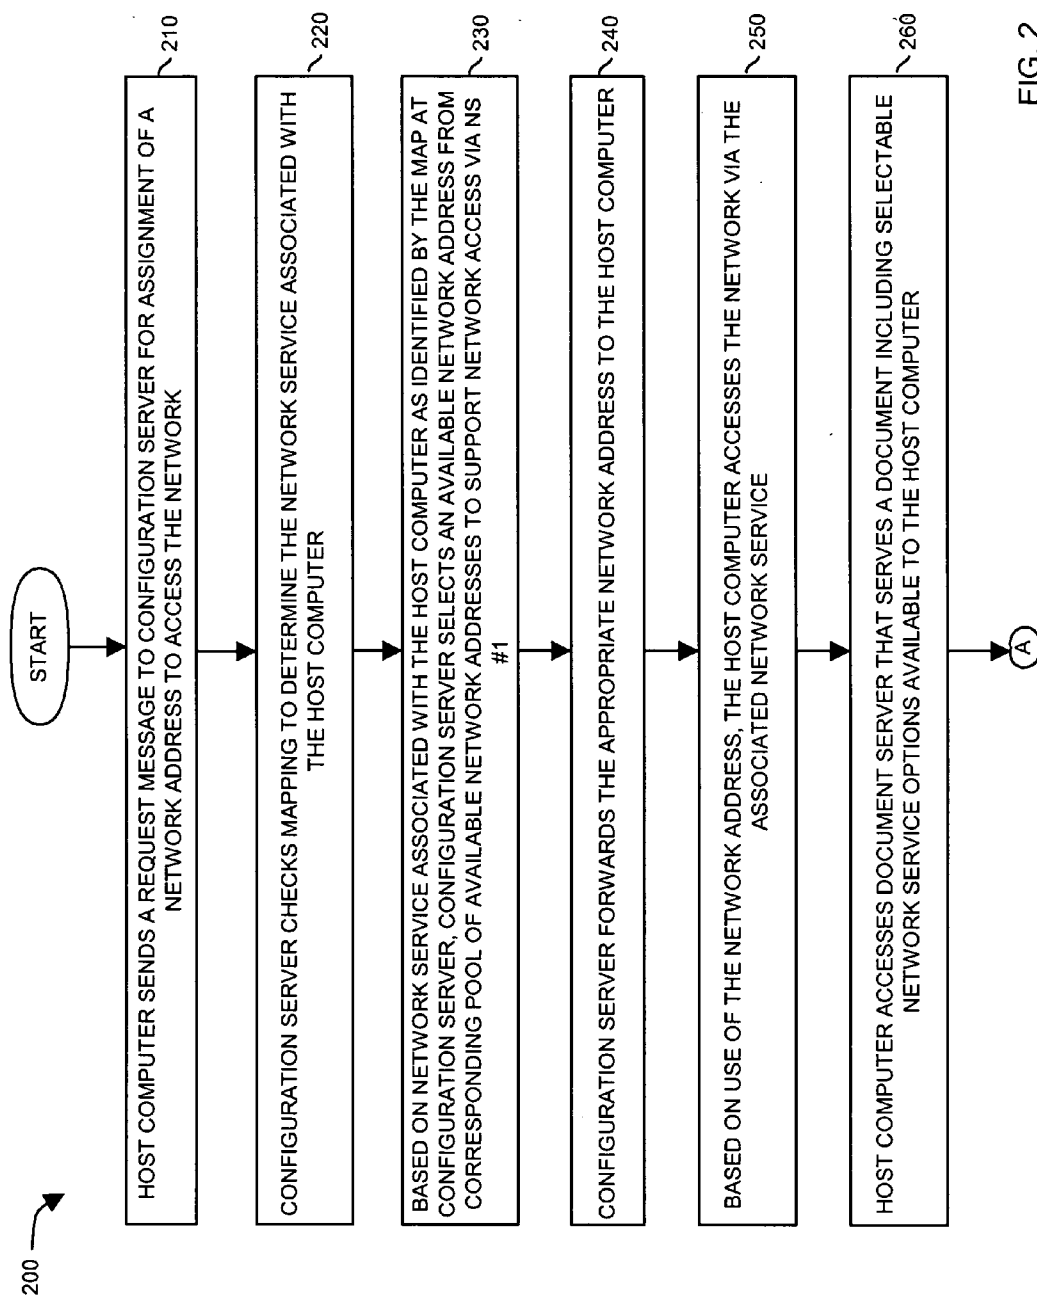 200
START
HOST COMPUTER SENDS A REQUEST MESSAGE TO CONFIGURATION SERVER FOR ASSIGNMENT OF A
NETWORK ADDRESS TO ACCESS THE NETWORK
210
CONFIGURATION SERVER CHECKS MAPPING TO DETERMINE THE NETWORK SERVICE ASSOCIATED WITH
THE HOST COMPUTER
220
BASED ON NETWORK SERVICE ASSOCIATED WITH THE HOST COMPUTER AS IDENTIFIED BY THE MAP AT
CONFIGURATION SERVER, CONFIGURATION SERVER SELECTS AN AVAILABLE NETWORK ADDRESS FROM
CORRESPONDING POOL OF AVAILABLE NETWORK ADDRESSES TO SUPPORT NETWORK ACCESS VIA NS
#1
230
CONFIGURATION SERVER FORWARDS THE APPROPRIATE NETWORK ADDRESS TO THE HOST COMPUTER
240
BASED ON USE OF THE NETWORK ADDRESS, THE HOST COMPUTER ACCESSES THE NETWORK VIA THE
ASSOCIATED NETWORK SERVICE
250
HOST COMPUTER ACCESSES DOCUMENT SERVER THAT SERVES A DOCUMENT INCLUDING SELECTABLE
NETWORK SERVICE OPTIONS AVAILABLE TO THE HOST COMPUTER
260
A
FIG. 2